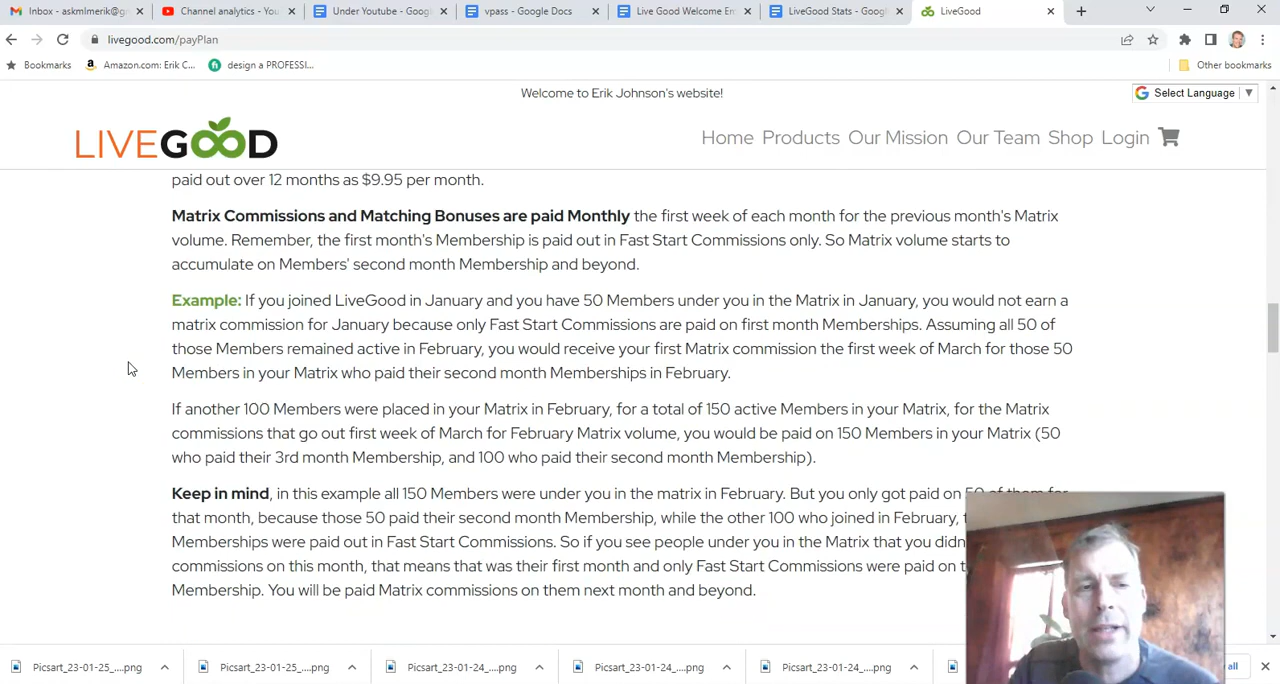 Inbox - askmlmerik@g
Channel analytics - You
Under Youtube - Goog
vpass - Google Docs
Live Good Welcome Em
LiveGood Stats - Goog
LiveGood
livegood.com/payPlan
Bookmarks
Amazon.com: Erik C...
design a PROFESSI...
Other bookmarks
Welcome to Erik Johnson's website!
Select Language
LIVEGOOD
Home Products Our Mission Our Team Shop Login
paid out over 12 months as $9.95 per month.
Matrix Commissions and Matching Bonuses are paid Monthly the first week of each month for the previous month's Matrix
volume. Remember, the first month's Membership is paid out in Fast Start Commissions only. So Matrix volume starts to
accumulate on Members' second month Membership and beyond.
Example: If you joined LiveGood in January and you have 50 Members under you in the Matrix in January, you would not earn a
matrix commission for January because only Fast Start Commissions are paid on first month Memberships. Assuming all 50 of
those Members remained active in February, you would receive your first Matrix commission the first week of March for those 50
Members in your Matrix who paid their second month Memberships in February.
If another 100 Members were placed in your Matrix in February, for a total of 150 active Members in your Matrix, for the Matrix
commissions that go out first week of March for February Matrix volume, you would be paid on 150 Members in your Matrix (50
who paid their 3rd month Membership, and 100 who paid their second month Membership).
Keep in mind, in this example all 150 Members were under you in the matrix in February. But you only got paid on 50 of them for
that month, because those 50 paid their second month Membership, while the other 100 who joined in February,
Memberships were paid out in Fast Start Commissions. So if you see people under you in the Matrix that you didn
commissions on this month, that means that was their first month and only Fast Start Commissions were paid on
Membership. You will be paid Matrix commissions on them next month and beyond.
Picsart_23-01-25_....png
Picsart_23-01-25_....png
Picsart_23-01-24_....png
Picsart_23-01-24_....png
Picsart_23-01-24_....png
all